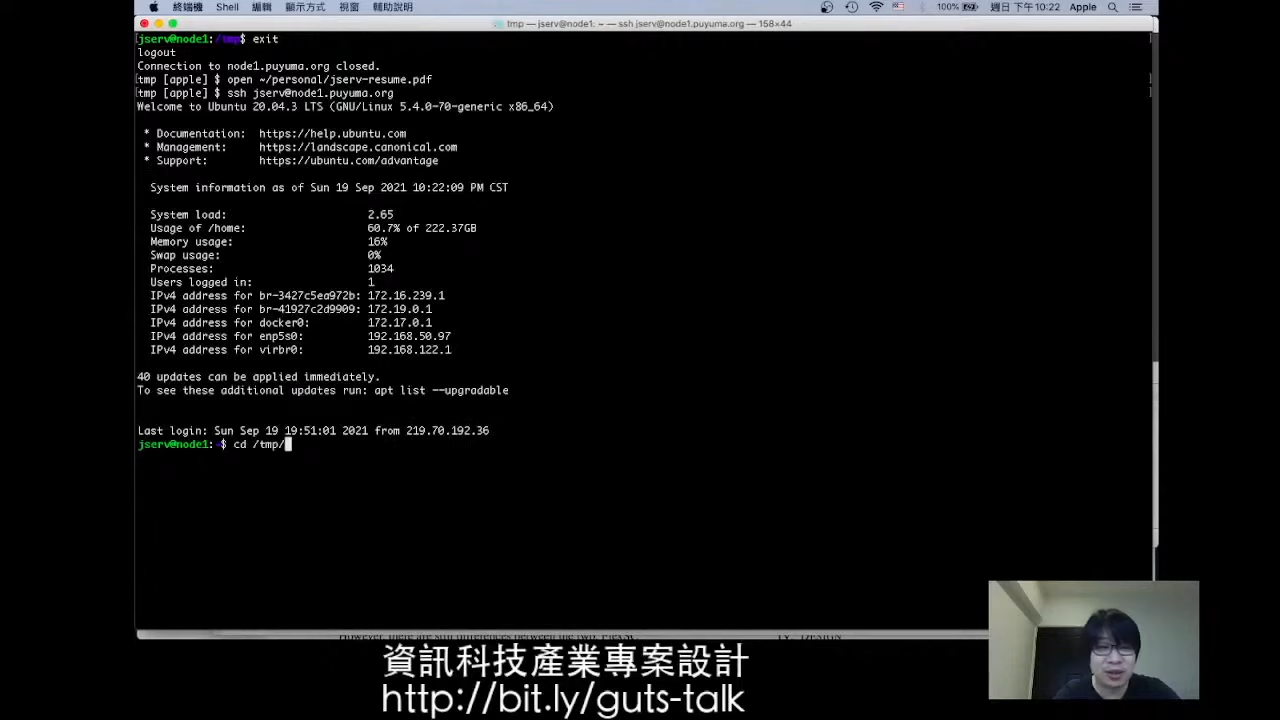 終端機 Shell 編輯 顯示方式 視窗 輔助說明 100% 週日 下午10:22 Apple
tmp — jserv@node1: ~ — ssh jserv@node1.puyuma.org — 158×44
jserv@node1:/tmp$ exit
logout
Connection to node1.puyuma.org closed.
tmp [apple] $ open ~/personal/jserv-resume.pdf
tmp [apple] $ ssh jserv@node1.puyuma.org
Welcome to Ubuntu 20.04.3 LTS (GNU/Linux 5.4.0-70-generic x86_64)
* Documentation: https://help.ubuntu.com
* Management: https://landscape.canonical.com
* Support: https://ubuntu.com/advantage
System information as of Sun 19 Sep 2021 10:22:09 PM CST
System load: 2.65
Usage of /home: 60.7% of 222.37GB
Memory usage: 16%
Swap usage: 0%
Processes: 1034
Users logged in: 1
IPv4 address for br-3427c5ea972b: 172.16.239.1
IPv4 address for br-41927c2d9909: 172.19.0.1
IPv4 address for docker0: 172.17.0.1
IPv4 address for enp5s0: 192.168.50.97
IPv4 address for virbr0: 192.168.122.1
40 updates can be applied immediately.
To see these additional updates run: apt list --upgradable
Last login: Sun Sep 19 19:51:01 2021 from 219.70.192.36
jserv@node1:~$ cd /tmp/
However, there are still differences between the two. FlexSC
IV. DESIGN
資訊科技產業專案設計
http://bit.ly/guts-talk